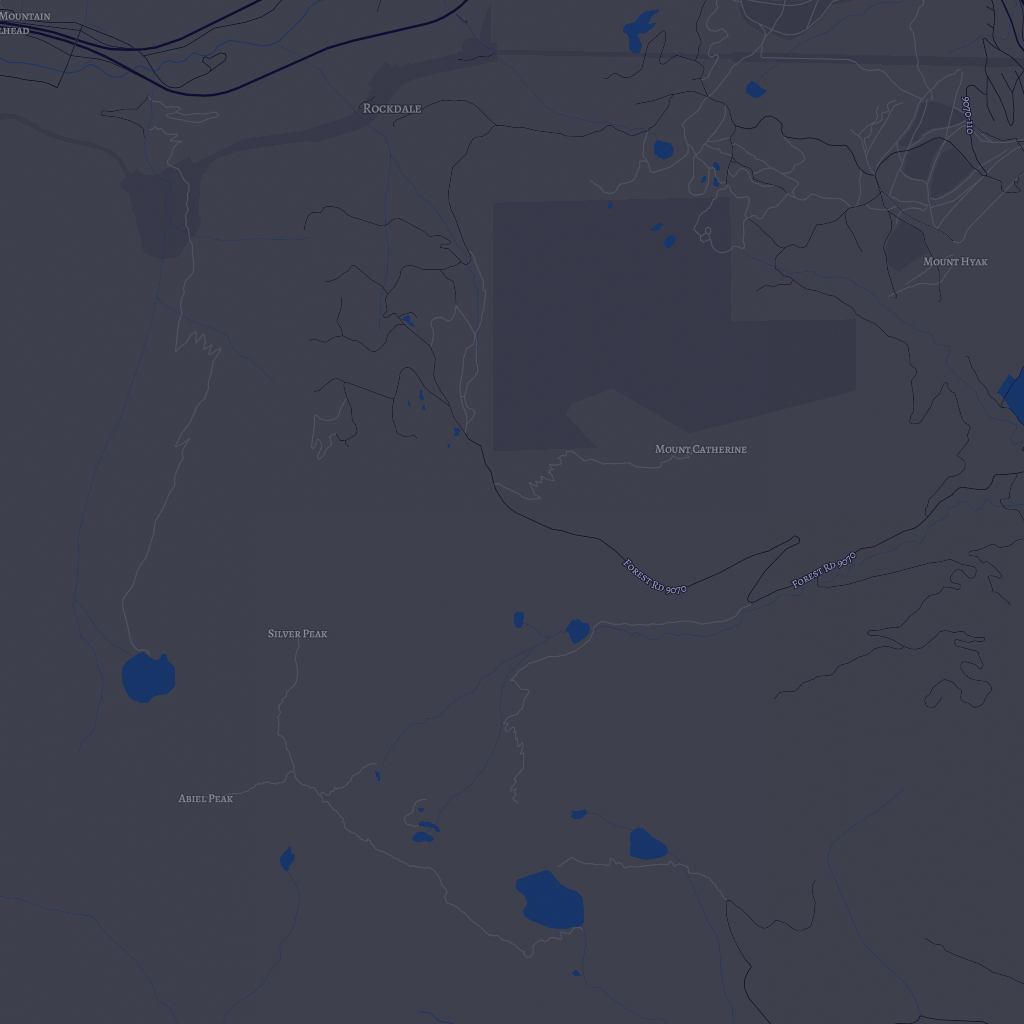 Mountain
lhead
Rockdale
9070-110
Mount Hyak
Mount Catherine
Forest Rd 9070
Forest Rd 9070
Silver Peak
Abiel Peak